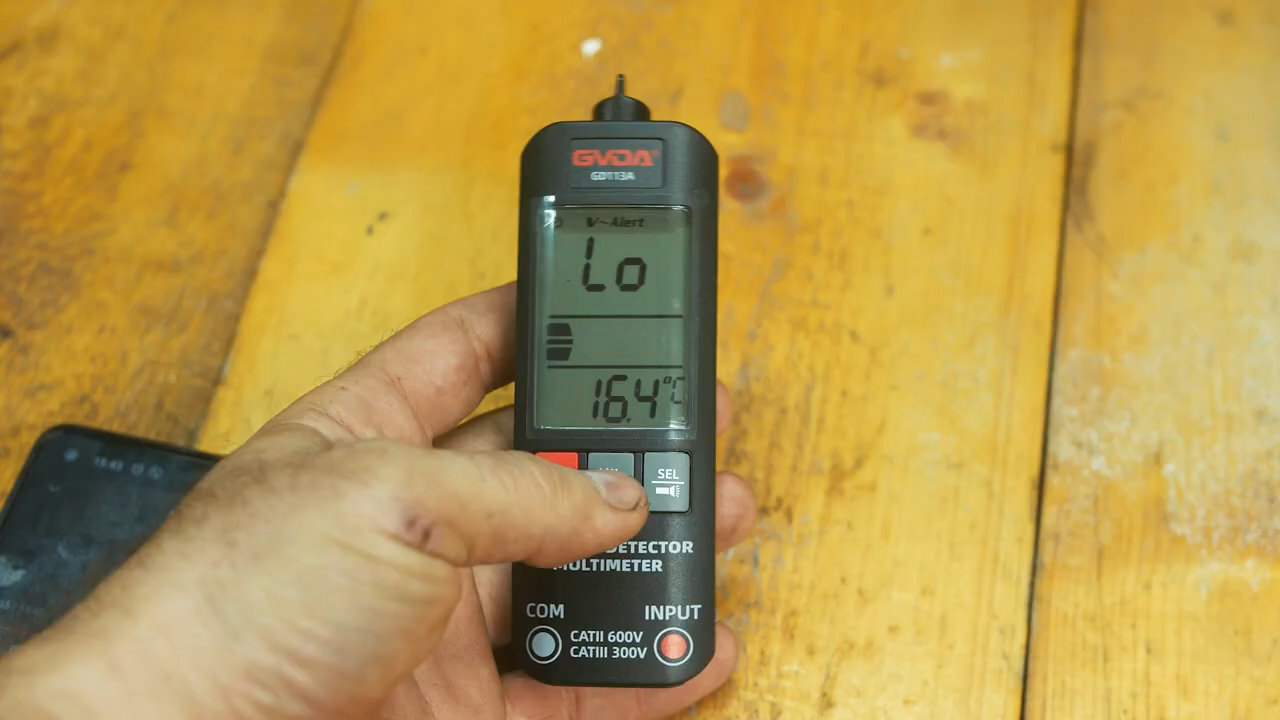 GVDA
GD113A
V~Alert
Lo
16.4°C
SEL
DETECTOR
MULTIMETER
COM
INPUT
CATII 600V
CATIII 300V